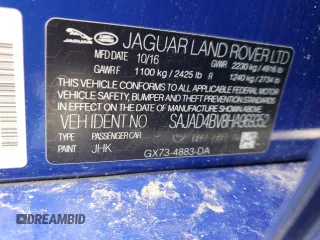 JAGUAR LAND ROVER LTD
MFD DATE 10/16 GVWR 2230 kg / 4916 lb
GAWR F 1100 kg / 2425 lb R 1240 kg / 2734 lb
THIS VEHICLE CONFORMS TO ALL APPLICABLE
FEDERAL MOTOR VEHICLE SAFETY, BUMPER,
AND THEFT PREVENTION STANDARDS IN EFFECT
ON THE DATE OF MANUFACTURE SHOWN ABOVE.
VEH IDENT No SAJAD4BV8HA969352
TYPE PASSENGER CAR
PAINT JHK
GX73-4883-DA